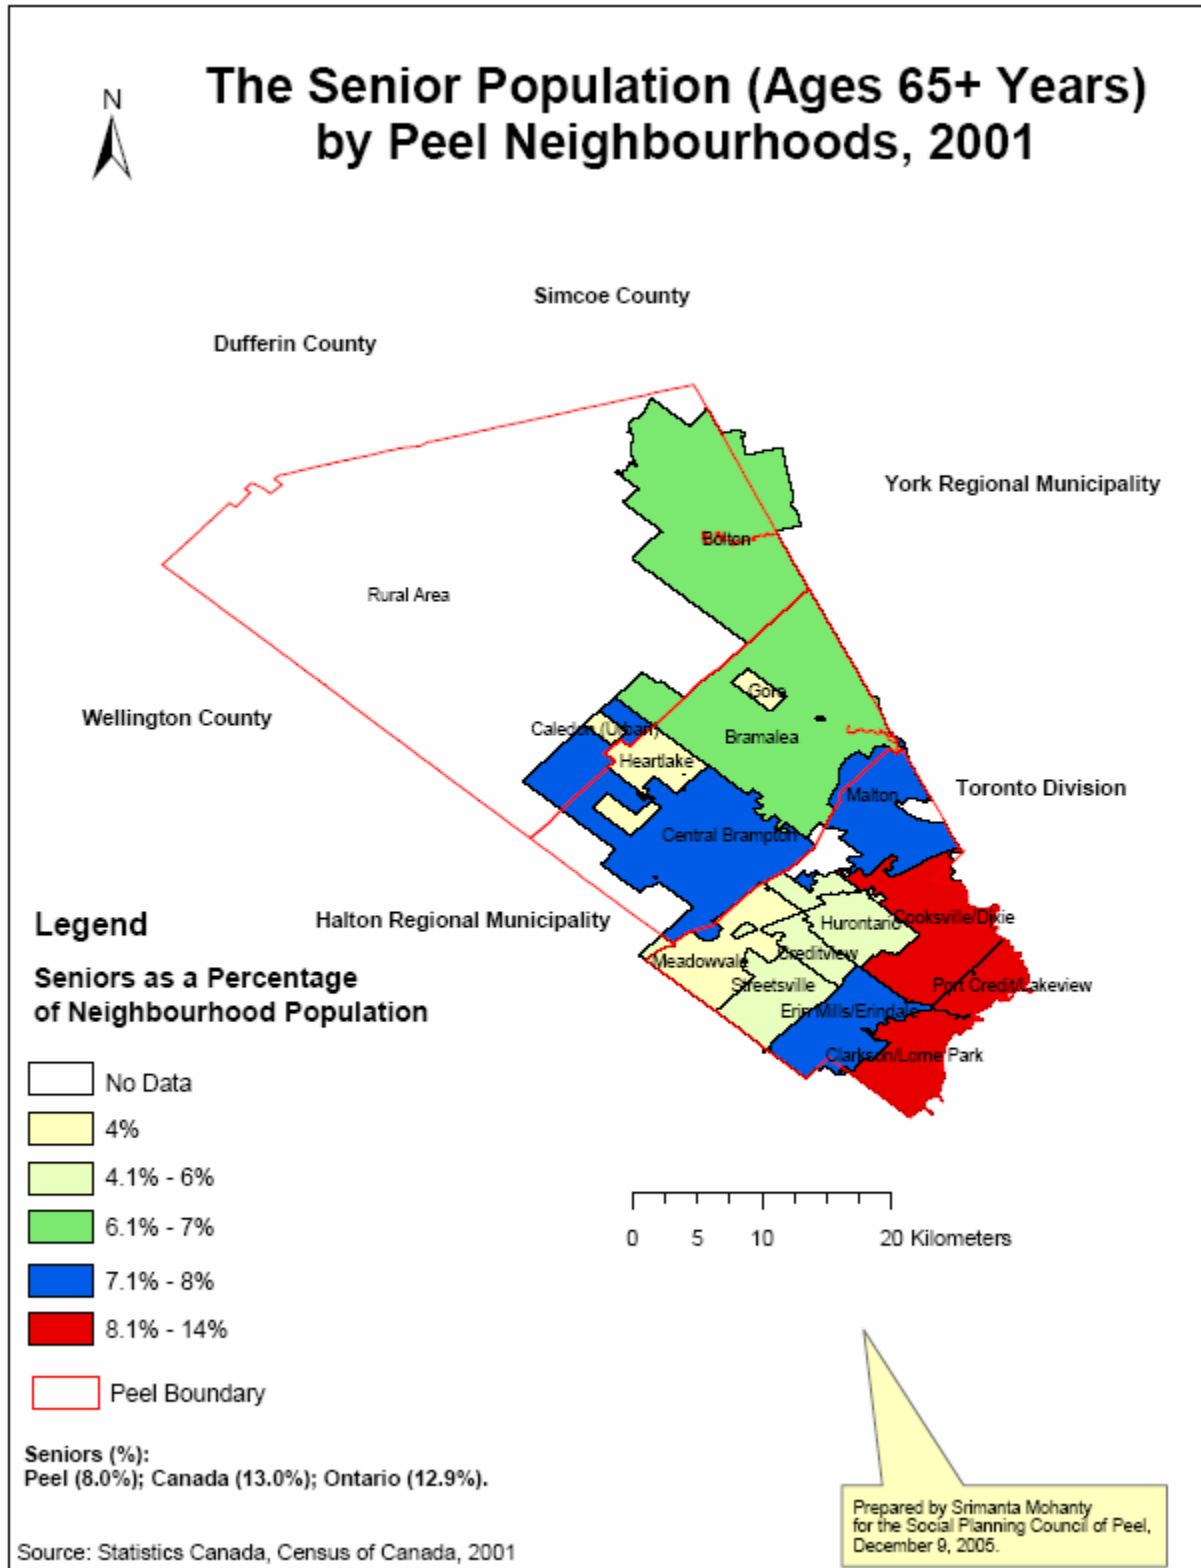 The Senior Population (Ages 65+ Years)
by Peel Neighbourhoods, 2001
N
Simcoe County
Dufferin County
York Regional Municipality
Bolton
Rural Area
Gore
Wellington County
Caledon (Urban)
Bramalea
Heartlake
Toronto Division
Malton
Central Brampton
Halton Regional Municipality
Cooksville/Dixie
Hurontario
Creditview
Meadowvale
Streetsville
Port Credit/Lakeview
Erin Mills/Erindale
Clarkson/Lorne Park
Legend
Seniors as a Percentage
of Neighbourhood Population
No Data
4%
4.1% - 6%
6.1% - 7%
7.1% - 8%
8.1% - 14%
Peel Boundary
0 5 10 20 Kilometers
Seniors (%):
Peel (8.0%); Canada (13.0%); Ontario (12.9%).
Prepared by Srimanta Mohanty
for the Social Planning Council of Peel,
December 9, 2005.
Source: Statistics Canada, Census of Canada, 2001